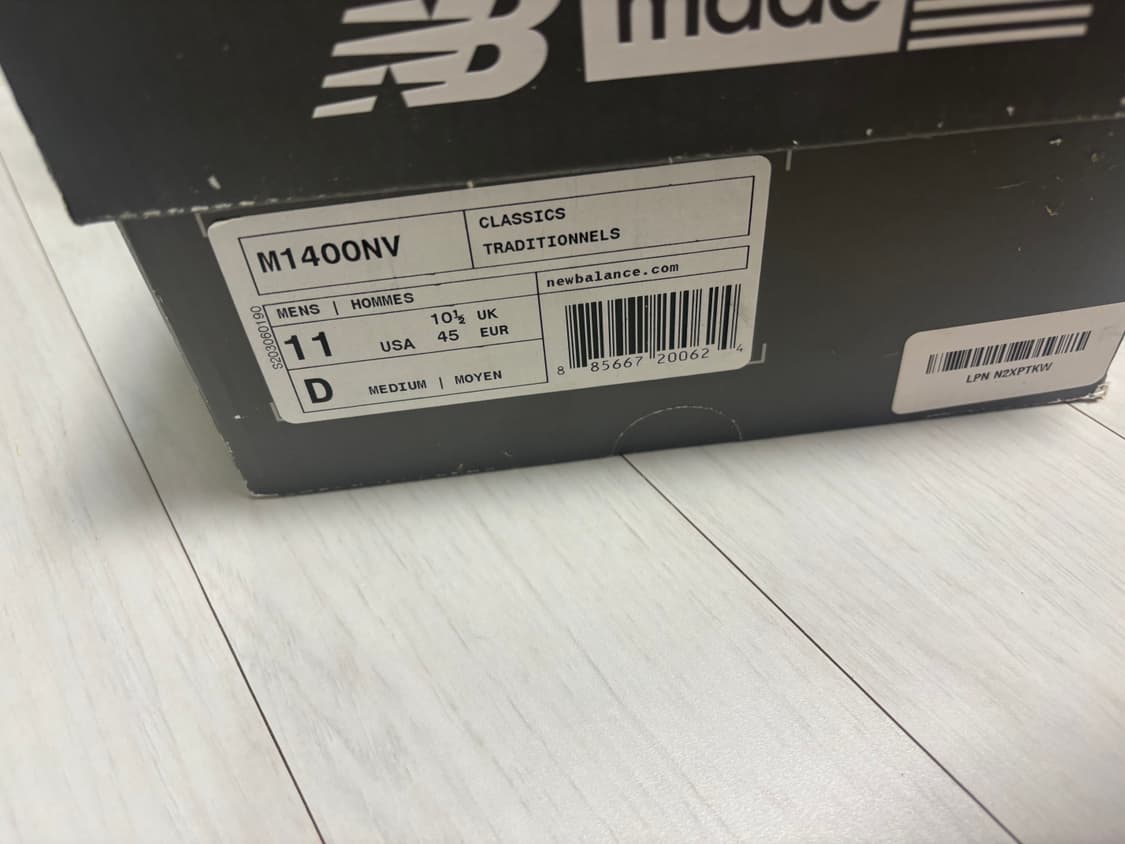 NB made
M1400NV
CLASSICS
TRADITIONNELS
newbalance.com
MENS | HOMMES
11 USA 10½ UK
45 EUR
D MEDIUM | MOYEN
S203060190
8 85667 20062 4
LPN N2XPTKW